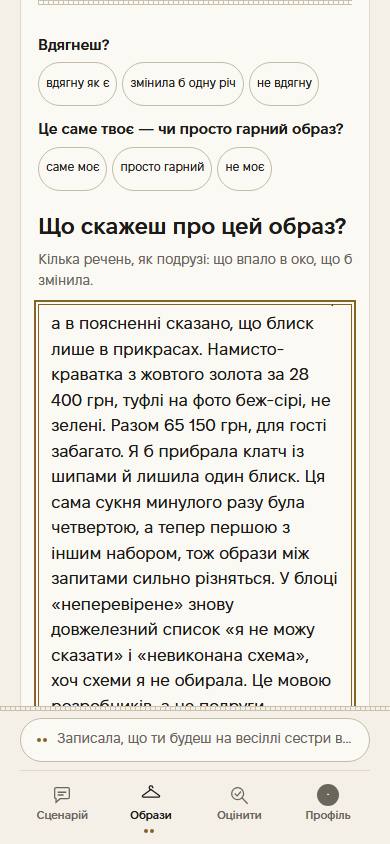 Вдягнеш?
вдягну як є
змінила б одну річ
не вдягну
Це саме твоє — чи просто гарний образ?
саме моє
просто гарний
не моє
Що скажеш про цей образ?
Кілька речень, як подрузі: що впало в око, що б
змінила.
а в поясненні сказано, що блиск
лише в прикрасах. Намисто-
краватка з жовтого золота за 28
400 грн, туфлі на фото беж-сірі, не
зелені. Разом 65 150 грн, для гості
забагато. Я б прибрала клатч із
шипами й лишила один блиск. Ця
сама сукня минулого разу була
четвертою, а тепер першою з
іншим набором, тож образи між
запитами сильно різняться. У блоці
«неперевірене» знову
довжелезний список «я не можу
сказати» і «невиконана схема»,
хоч схеми я не обирала. Це мовою
розробників, а не подруги
Записала, що ти будеш на весіллі сестри в...
Сценарій
Образи
Оцінити
Профіль